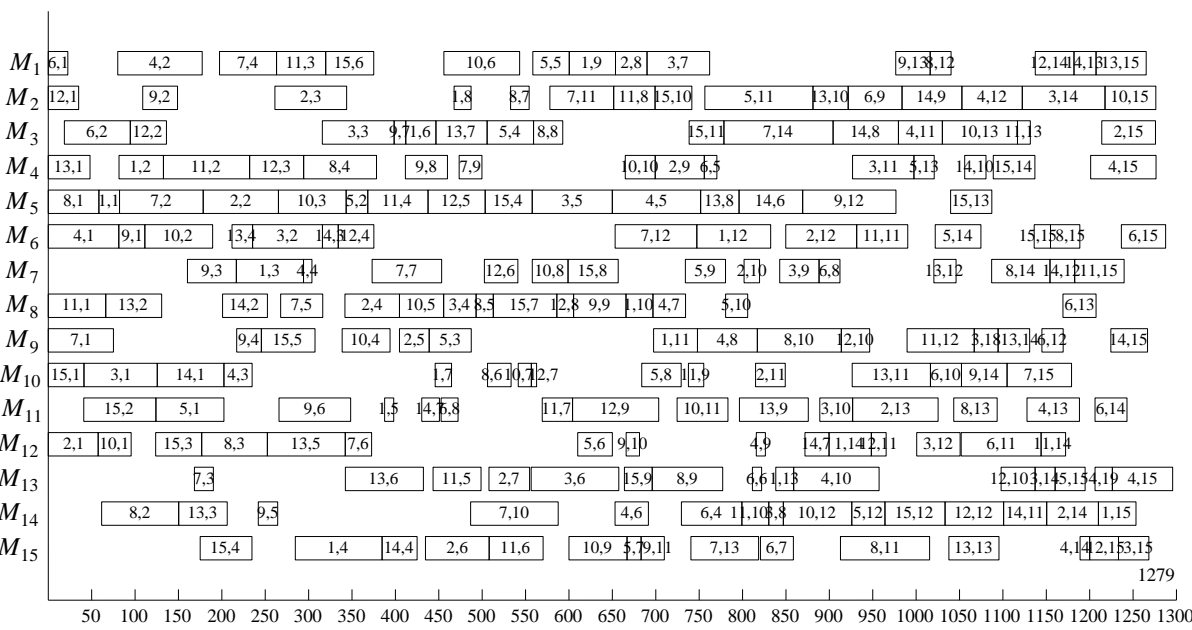 M1 6,1 4,2 7,4 11,3 15,6 10,6 5,5 1,9 2,8 3,7 9,13 8,12 12,14 14,13 13,15
M2 12,1 9,2 2,3 1,8 8,7 7,11 11,8 15,10 5,11 13,10 6,9 14,9 4,12 3,14 10,15
M3 6,2 12,2 3,3 9,7 1,6 13,7 5,4 8,8 15,11 7,14 14,8 4,11 10,13 11,13 2,15
M4 13,1 1,2 11,2 12,3 8,4 9,8 7,9 10,10 2,9 6,5 3,11 5,13 14,10 15,14 4,15
M5 8,1 1,1 7,2 2,2 10,3 5,2 11,4 12,5 15,4 3,5 4,5 13,8 14,6 9,12 15,13
M6 4,1 9,1 10,2 13,4 3,2 14,3 12,4 7,12 1,12 2,12 11,11 5,14 15,15 8,15 6,15
M7 9,3 1,3 4,4 7,7 12,6 10,8 15,8 5,9 2,10 3,9 6,8 13,12 8,14 14,12 11,15
M8 11,1 13,2 14,2 7,5 2,4 10,5 3,4 8,5 15,7 12,8 9,9 1,10 4,7 5,10 6,13
M9 7,1 9,4 15,5 10,4 2,5 5,3 1,11 4,8 8,10 12,10 11,12 3,18 13,14 6,12 14,15
M10 15,1 3,1 14,1 4,3 1,7 8,6 10,7 2,7 5,8 11,9 2,11 13,11 6,10 9,14 7,15
M11 15,2 5,1 9,6 1,5 14,7 6,8 11,7 12,9 10,11 13,9 3,10 2,13 8,13 4,13 6,14
M12 2,1 10,1 15,3 8,3 13,5 7,6 5,6 9,10 4,9 14,7 1,14 12,11 3,12 6,11 11,14
M13 7,3 13,6 11,5 2,7 3,6 15,9 8,9 6,6 1,13 4,10 12,10 3,14 5,15 4,19 4,15
M14 8,2 13,3 9,5 7,10 4,6 6,4 11,10 3,8 10,12 5,12 15,12 12,12 14,11 2,14 1,15
M15 15,4 1,4 14,4 2,6 11,6 10,9 5,7 9,11 7,13 6,7 8,11 13,13 4,14 12,15 3,15
1279
50 100 150 200 250 300 350 400 450 500 550 600 650 700 750 800 850 900 950 1000 1050 1100 1150 1200 1250 1300